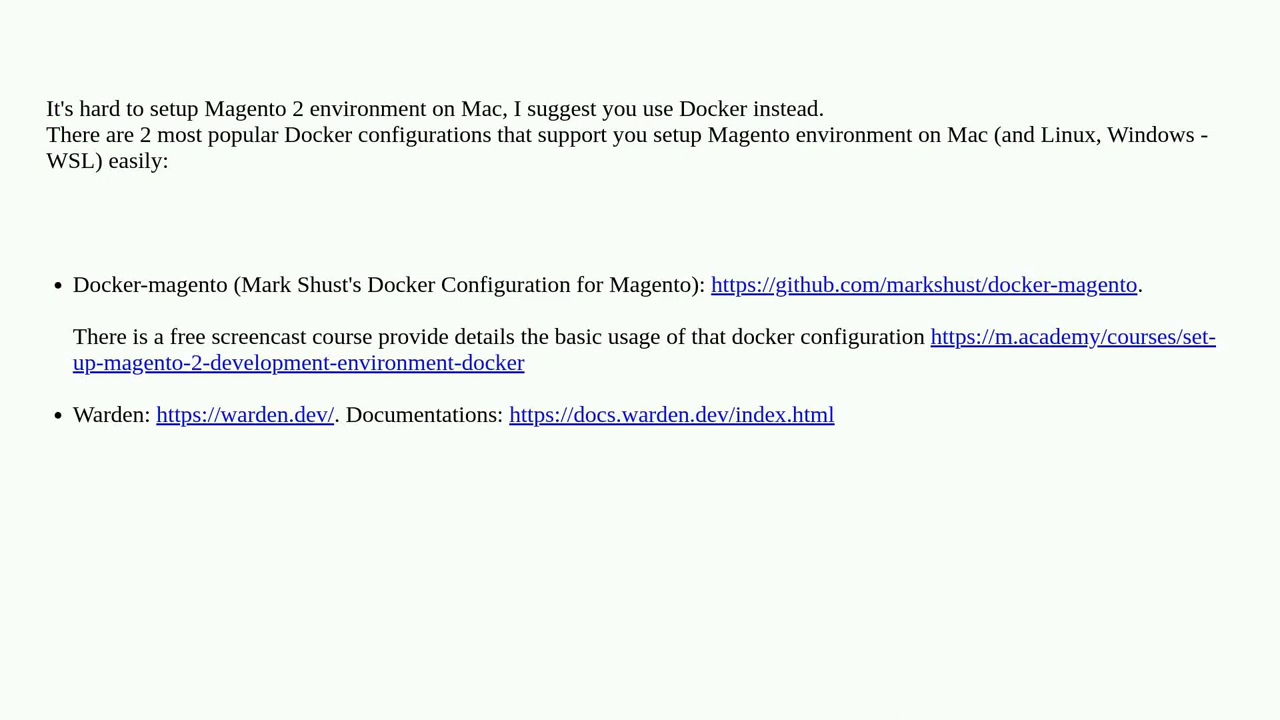 It's hard to setup Magento 2 environment on Mac, I suggest you use Docker instead.
There are 2 most popular Docker configurations that support you setup Magento environment on Mac (and Linux, Windows -
WSL) easily:
• Docker-magento (Mark Shust's Docker Configuration for Magento): https://github.com/markshust/docker-magento.
There is a free screencast course provide details the basic usage of that docker configuration https://m.academy/courses/set-
up-magento-2-development-environment-docker
• Warden: https://warden.dev/. Documentations: https://docs.warden.dev/index.html